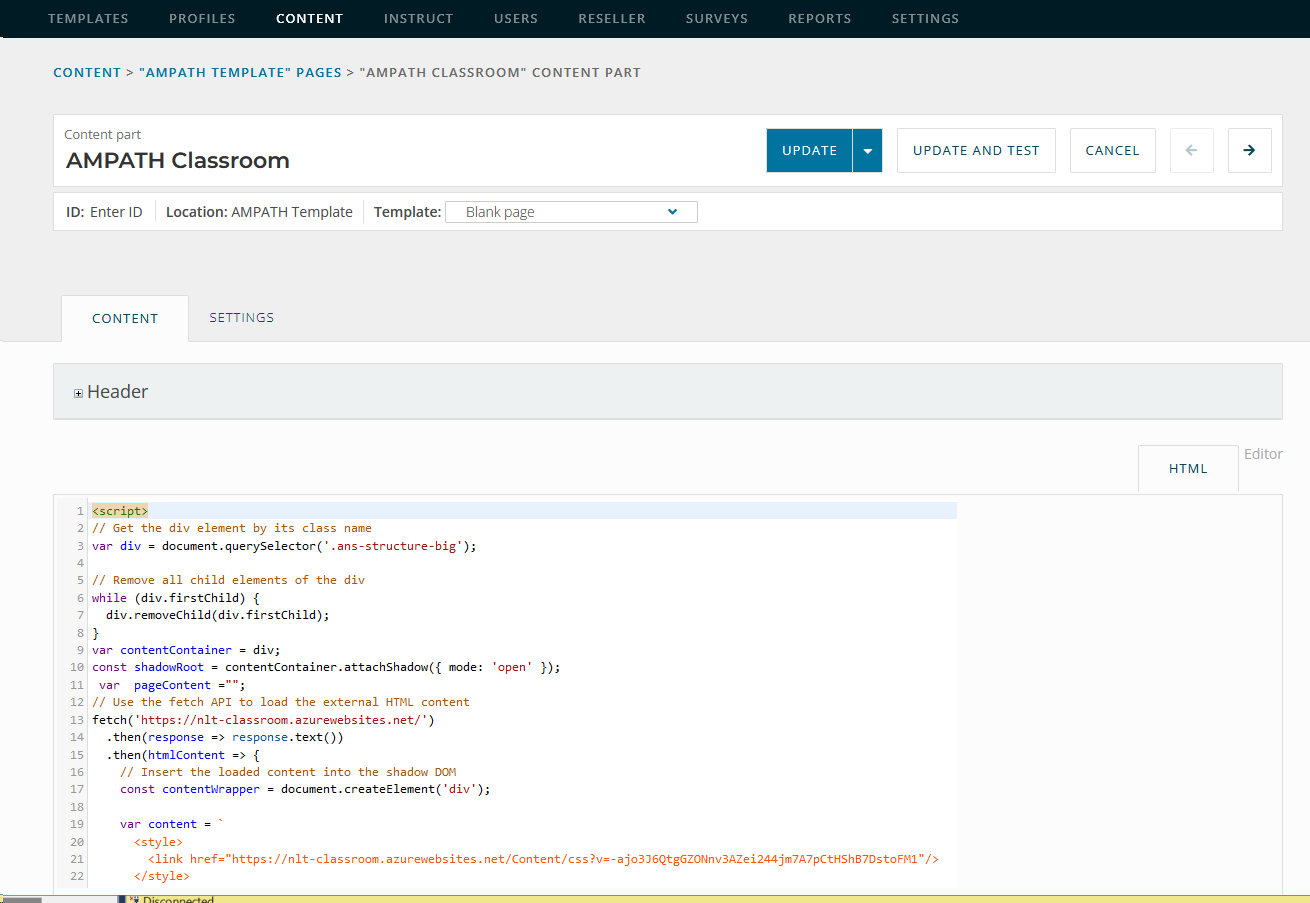 TEMPLATES PROFILES CONTENT INSTRUCT USERS RESELLER SURVEYS REPORTS SETTINGS
CONTENT > "AMPATH TEMPLATE" PAGES > "AMPATH CLASSROOM" CONTENT PART
Content part
AMPATH Classroom
UPDATE UPDATE AND TEST CANCEL
ID: Enter ID Location: AMPATH Template Template: Blank page
CONTENT SETTINGS
Header
HTML Editor
1 <script>
2 // Get the div element by its class name
3 var div = document.querySelector('.ans-structure-big');
4
5 // Remove all child elements of the div
6 while (div.firstChild) {
7 div.removeChild(div.firstChild);
8 }
9 var contentContainer = div;
10 const shadowRoot = contentContainer.attachShadow({ mode: 'open' });
11 var pageContent ="";
12 // Use the fetch API to load the external HTML content
13 fetch('https://nlt-classroom.azurewebsites.net/')
14 .then(response => response.text())
15 .then(htmlContent => {
16 // Insert the loaded content into the shadow DOM
17 const contentWrapper = document.createElement('div');
18
19 var content = `
20 <style>
21 <link href="https://nlt-classroom.azurewebsites.net/Content/css?v=-ajo3J6QtgGZONnv3AZei244jm7A7pCtHShB7DstoFM1"/>
22 </style>
Disconnected